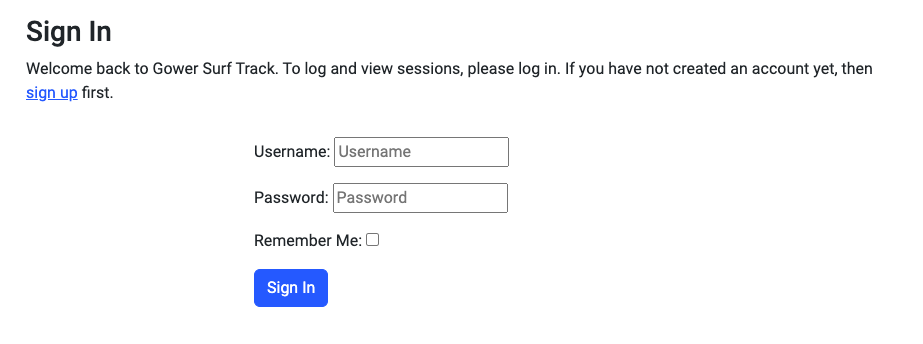 Sign In
Welcome back to Gower Surf Track. To log and view sessions, please log in. If you have not created an account yet, then
sign up first.
Username: Username
Password: Password
Remember Me:
Sign In